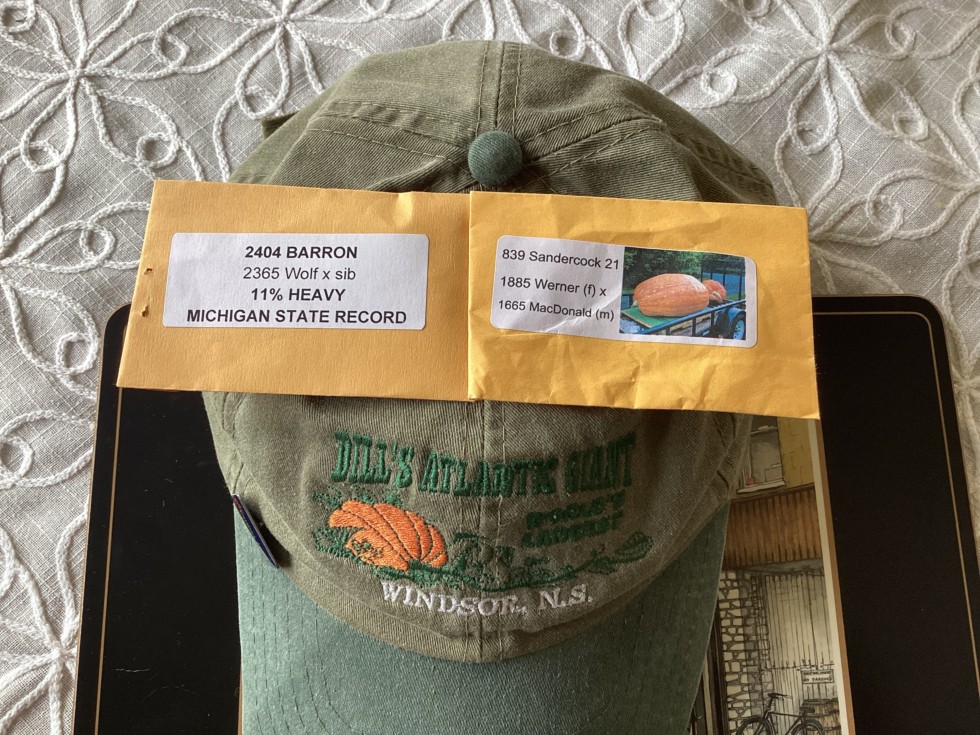 2404 BARRON
2365 Wolf x sib
11% HEAVY
MICHIGAN STATE RECORD
839 Sandercock 21
1885 Werner (f) x
1665 MacDonald (m)
DILL'S ATLANTIC GIANT
WORLD'S
LARGEST
WINDSOR, N.S.